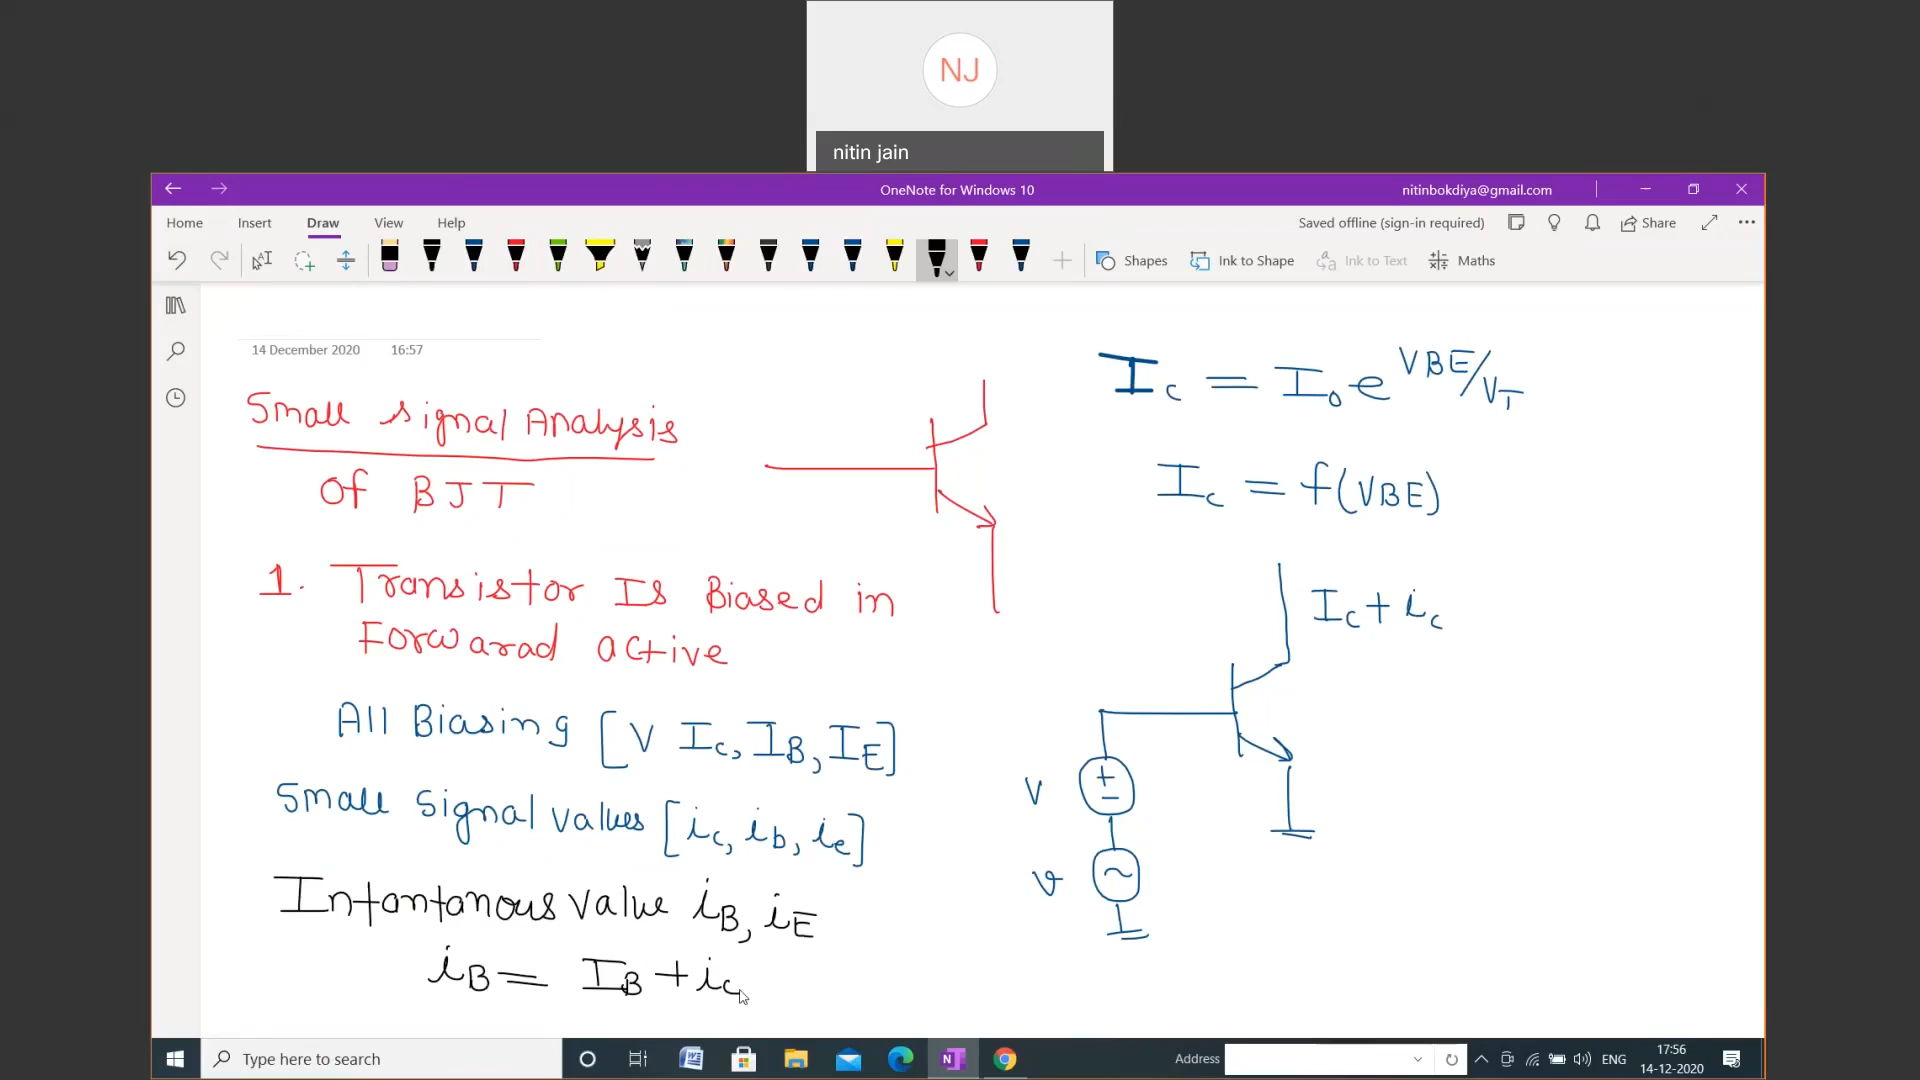 NJ
nitin jain
OneNote for Windows 10
nitinbokdiya@gmail.com
Home Insert Draw View Help
Saved offline (sign-in required)
Share
Shapes
Ink to Shape
Ink to Text
Maths
14 December 2020 16:57
Small signal Analysis
of BJT
1. Transistor Is Biased in
Forwarad active
All Biasing [V Ic, IB, IE]
Small Signal values [ic, ib, ie]
Intantanous value iB, iE
iB = IB + ic
Ic = I0 e VBE/VT
Ic = f(VBE)
Ic + ic
V
+
−
v
~
Type here to search
Address
ENG
17:56
14-12-2020